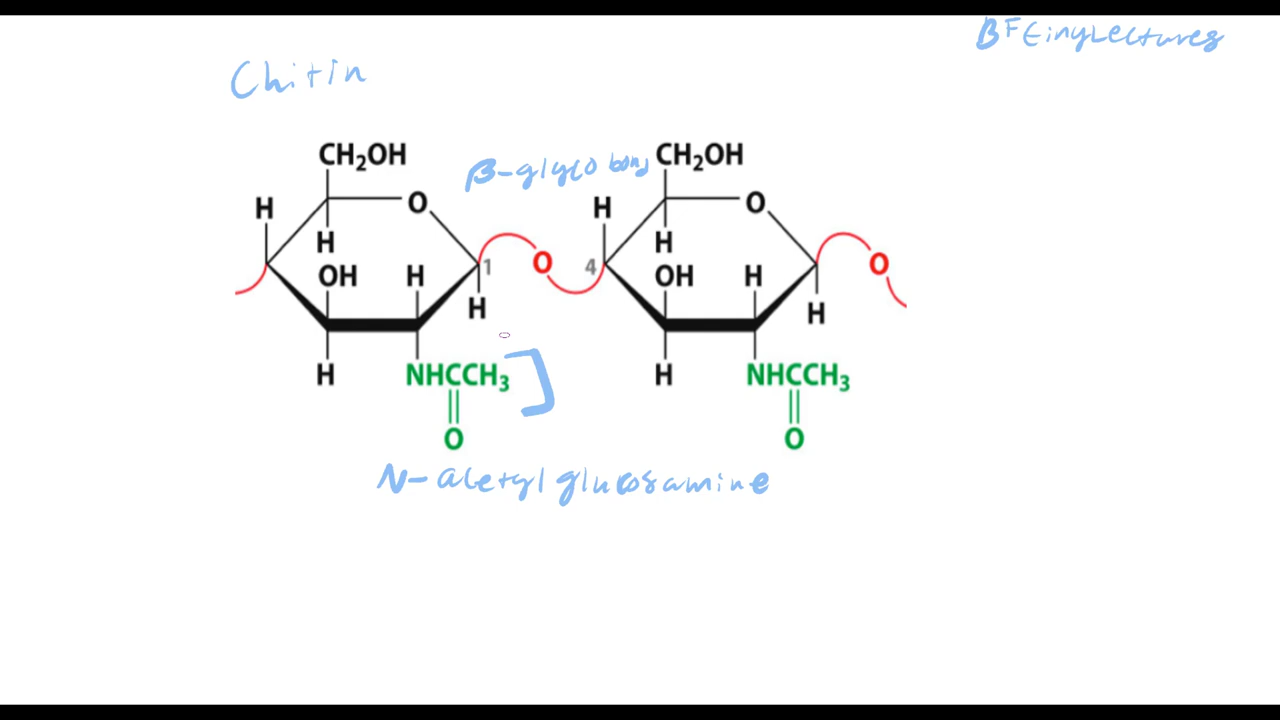 BFEinyLectures
Chitin
CH₂OH
β-glyco bond
CH₂OH
H
O
H
O
H
H
OH
H
1
O
4
OH
H
O
H
H
H
NHCCH₃
H
NHCCH₃
O
O
N-acetyl glucosamine